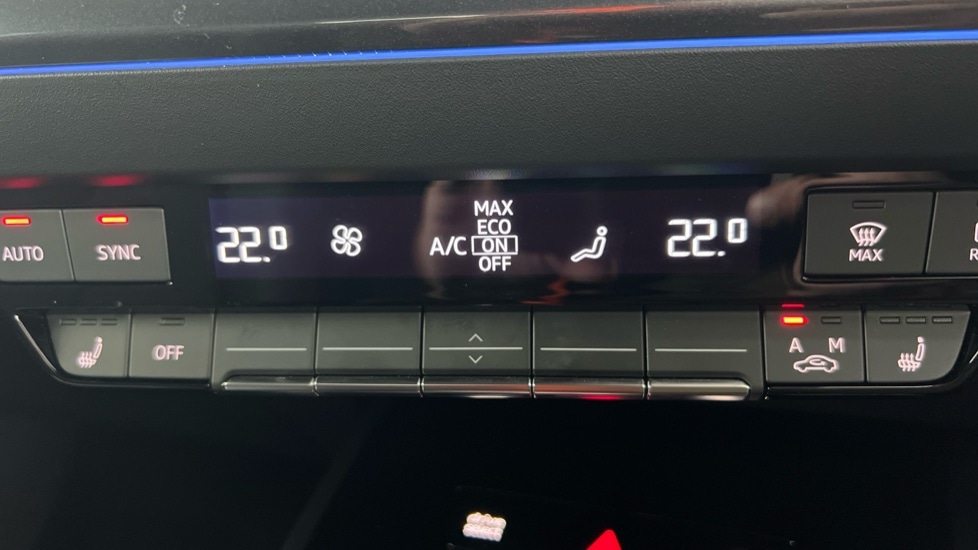 AUTO
SYNC
22.0
MAX
ECO
A/C ON
OFF
22.0
MAX
OFF
A M